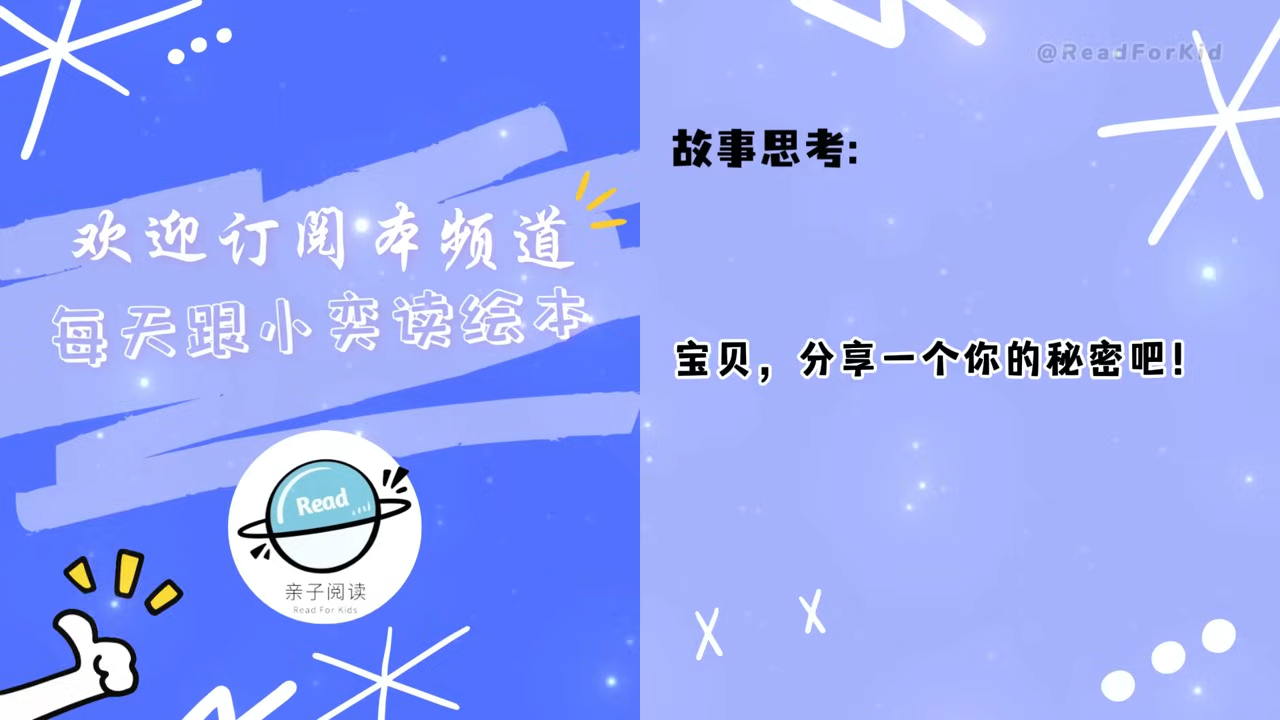 欢迎订阅本频道
每天跟小奕读绘本
Read
亲子阅读
Read For Kids
@ReadForKid
故事思考:
宝贝，分享一个你的秘密吧！